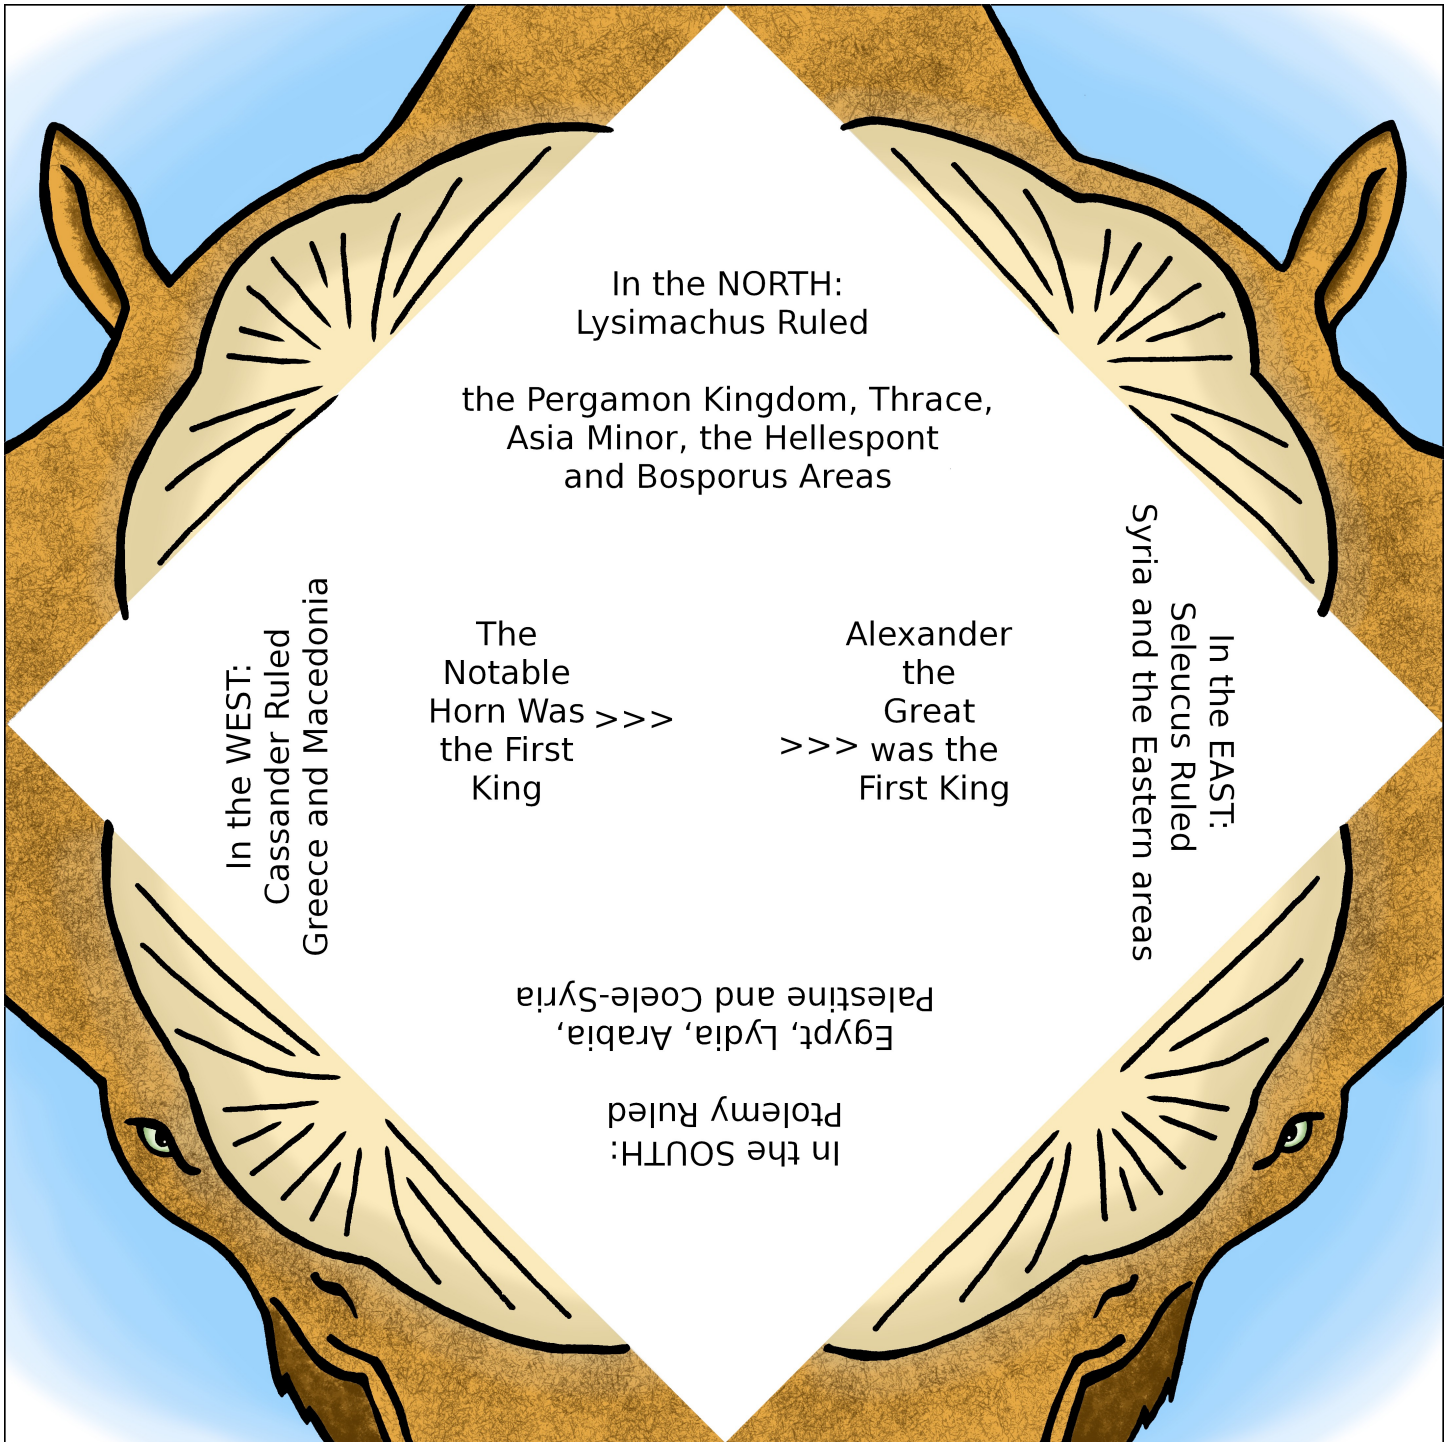 In the NORTH:
Lysimachus Ruled
the Pergamon Kingdom, Thrace,
Asia Minor, the Hellespont
and Bosporus Areas
In the WEST:
Cassander Ruled
Greece and Macedonia
The
Notable
Horn Was >>>
the First
King
Alexander
the
Great
>>> was the
First King
In the EAST:
Seleucus Ruled
Syria and the Eastern areas
In the SOUTH:
Ptolemy Ruled
Egypt, Lydia, Arabia,
Palestine and Coele-Syria